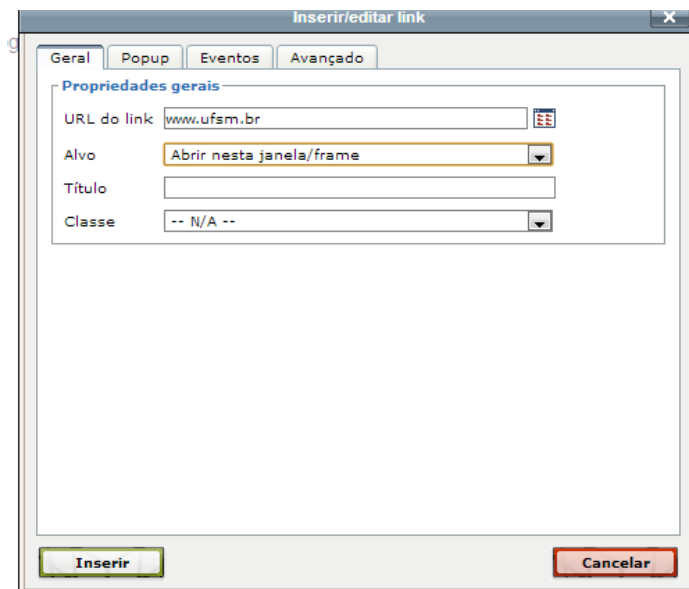 Inserir/editar link
g
Geral Popup Eventos Avançado
Propriedades gerais
URL do link www.ufsm.br
Alvo Abrir nesta janela/frame
Título
Classe -- N/A --
Inserir Cancelar